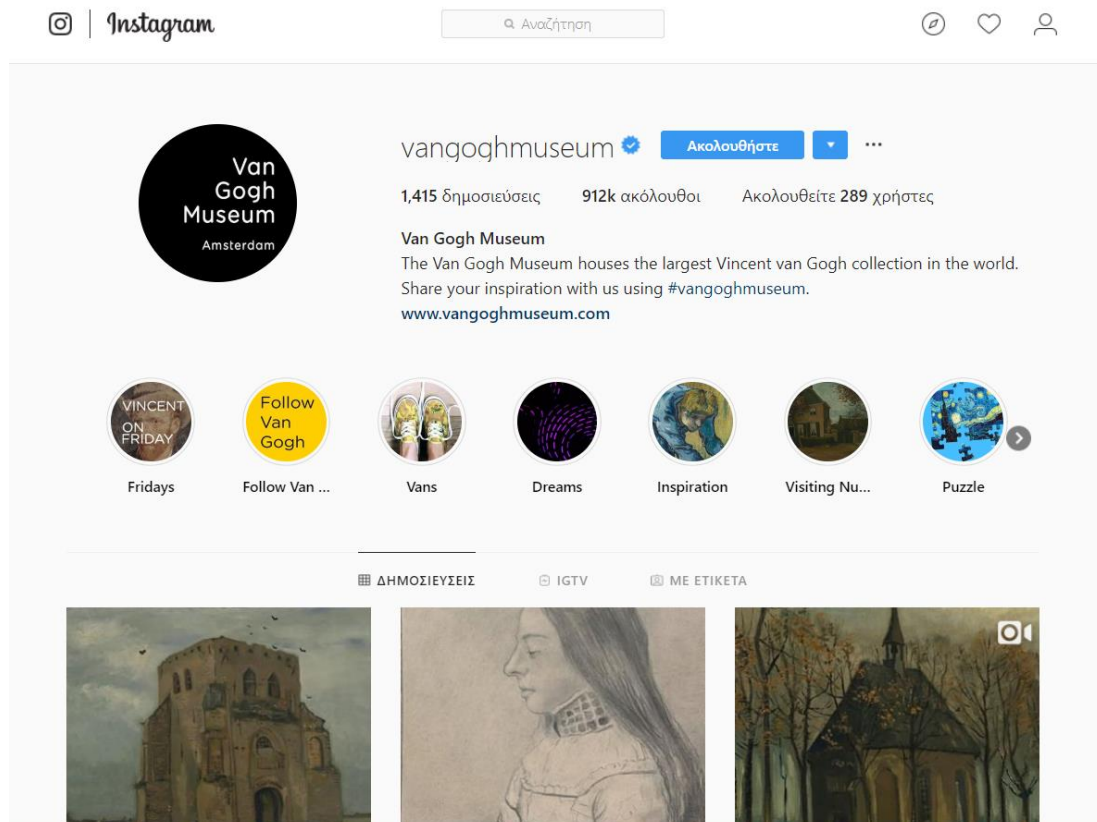 Instagram
Αναζήτηση
Van
Gogh
Museum
Amsterdam
vangoghmuseum
Ακολουθήστε
1,415 δημοσιεύσεις 912k ακόλουθοι Ακολουθείτε 289 χρήστες
Van Gogh Museum
The Van Gogh Museum houses the largest Vincent van Gogh collection in the world.
Share your inspiration with us using #vangoghmuseum.
www.vangoghmuseum.com
VINCENT
ON
FRIDAY
Follow
Van
Gogh
Fridays Follow Van ... Vans Dreams Inspiration Visiting Nu... Puzzle
ΔΗΜΟΣΙΕΥΣΕΙΣ IGTV ΜΕ ΕΤΙΚΕΤΑ